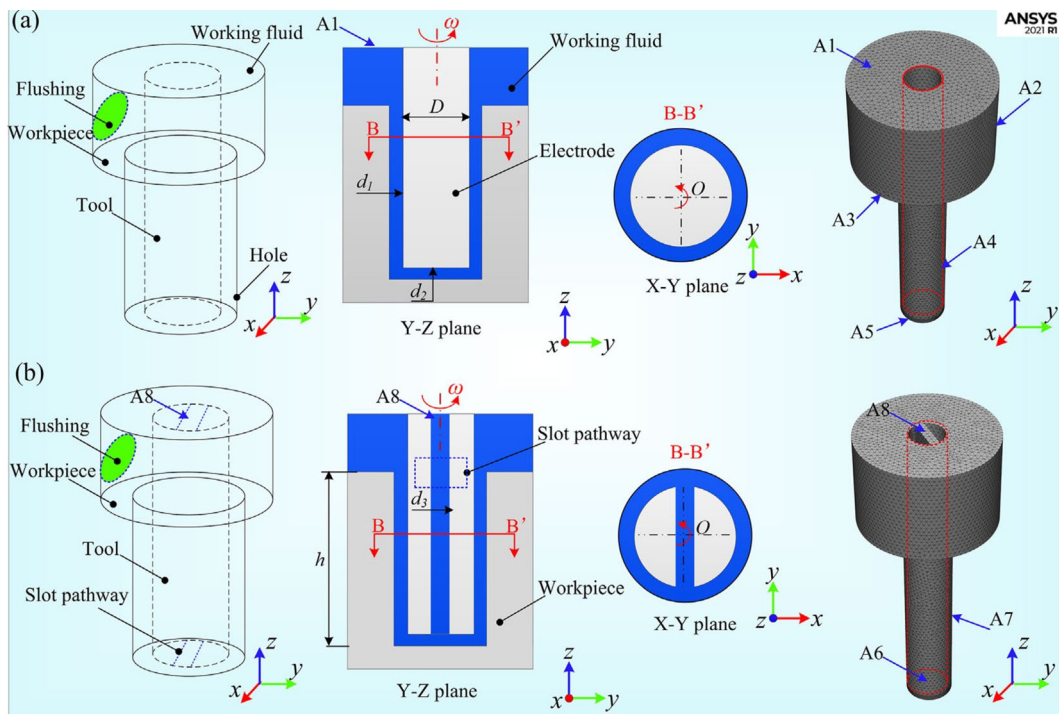 (a)
Working fluid
Flushing
Workpiece
Tool
Hole
z
y
x
A1
ω
Working fluid
D
B
B'
Electrode
d1
d2
Y-Z plane
z
x
y
B-B'
O
y
X-Y plane
z
x
ANSYS
2021 R1
A1
A2
A3
A4
A5
z
x
y
(b)
A8
Flushing
Workpiece
Tool
Slot pathway
z
y
x
A8
ω
Slot pathway
d3
B
B'
h
Workpiece
Y-Z plane
z
x
y
B-B'
O
y
X-Y plane
z
x
A8
A7
A6
z
x
y